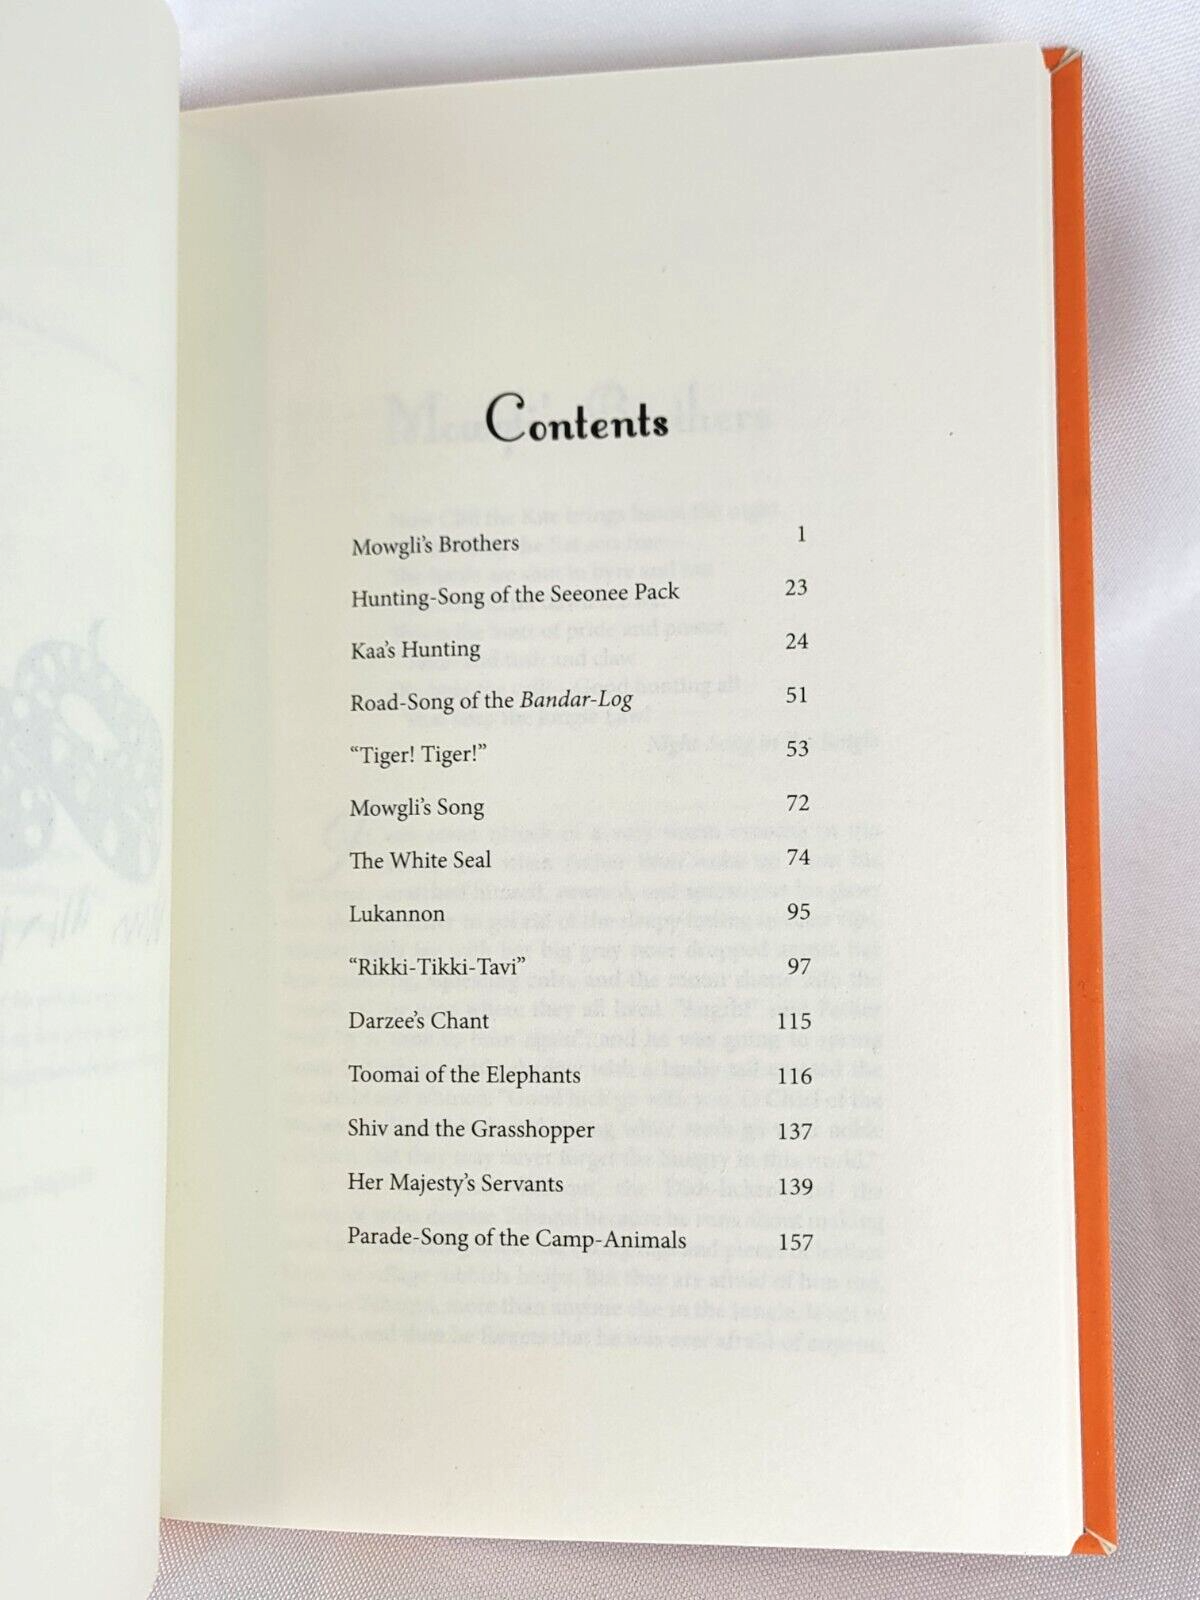 Contents
Mowgli's Brothers 1
Hunting-Song of the Seeonee Pack 23
Kaa's Hunting 24
Road-Song of the Bandar-Log 51
“Tiger! Tiger!” 53
Mowgli's Song 72
The White Seal 74
Lukannon 95
“Rikki-Tikki-Tavi” 97
Darzee's Chant 115
Toomai of the Elephants 116
Shiv and the Grasshopper 137
Her Majesty's Servants 139
Parade-Song of the Camp-Animals 157